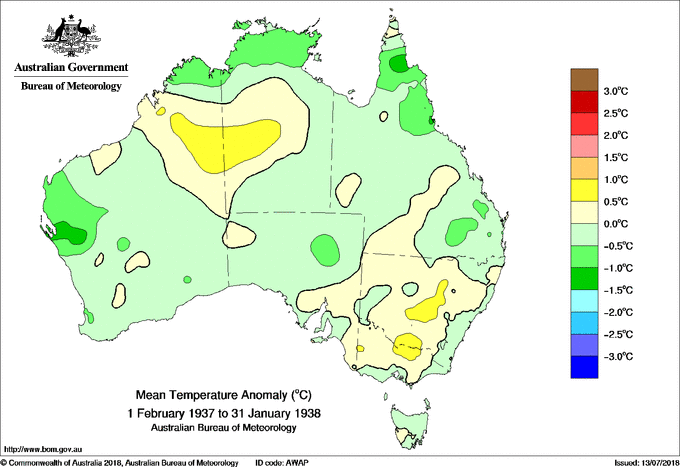 Australian Government
Bureau of Meteorology
3.0°C
2.5°C
2.0°C
1.5°C
1.0°C
0.5°C
0.0°C
-0.5°C
-1.0°C
-1.5°C
-2.0°C
-2.5°C
-3.0°C
Mean Temperature Anomaly (°C)
1 February 1937 to 31 January 1938
Australian Bureau of Meteorology
http://www.bom.gov.au
© Commonwealth of Australia 2018, Australian Bureau of Meteorology ID code: AWAP Issued: 13/07/2018